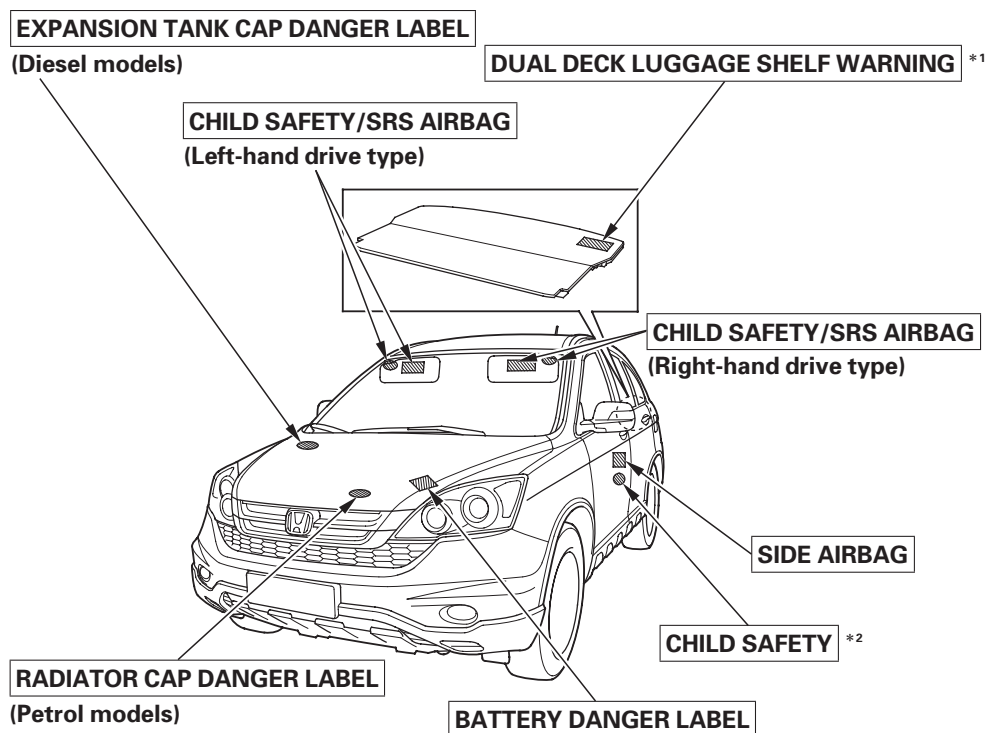 EXPANSION TANK CAP DANGER LABEL
(Diesel models)
DUAL DECK LUGGAGE SHELF WARNING *1
CHILD SAFETY/SRS AIRBAG
(Left-hand drive type)
CHILD SAFETY/SRS AIRBAG
(Right-hand drive type)
SIDE AIRBAG
CHILD SAFETY *2
RADIATOR CAP DANGER LABEL
(Petrol models)
BATTERY DANGER LABEL